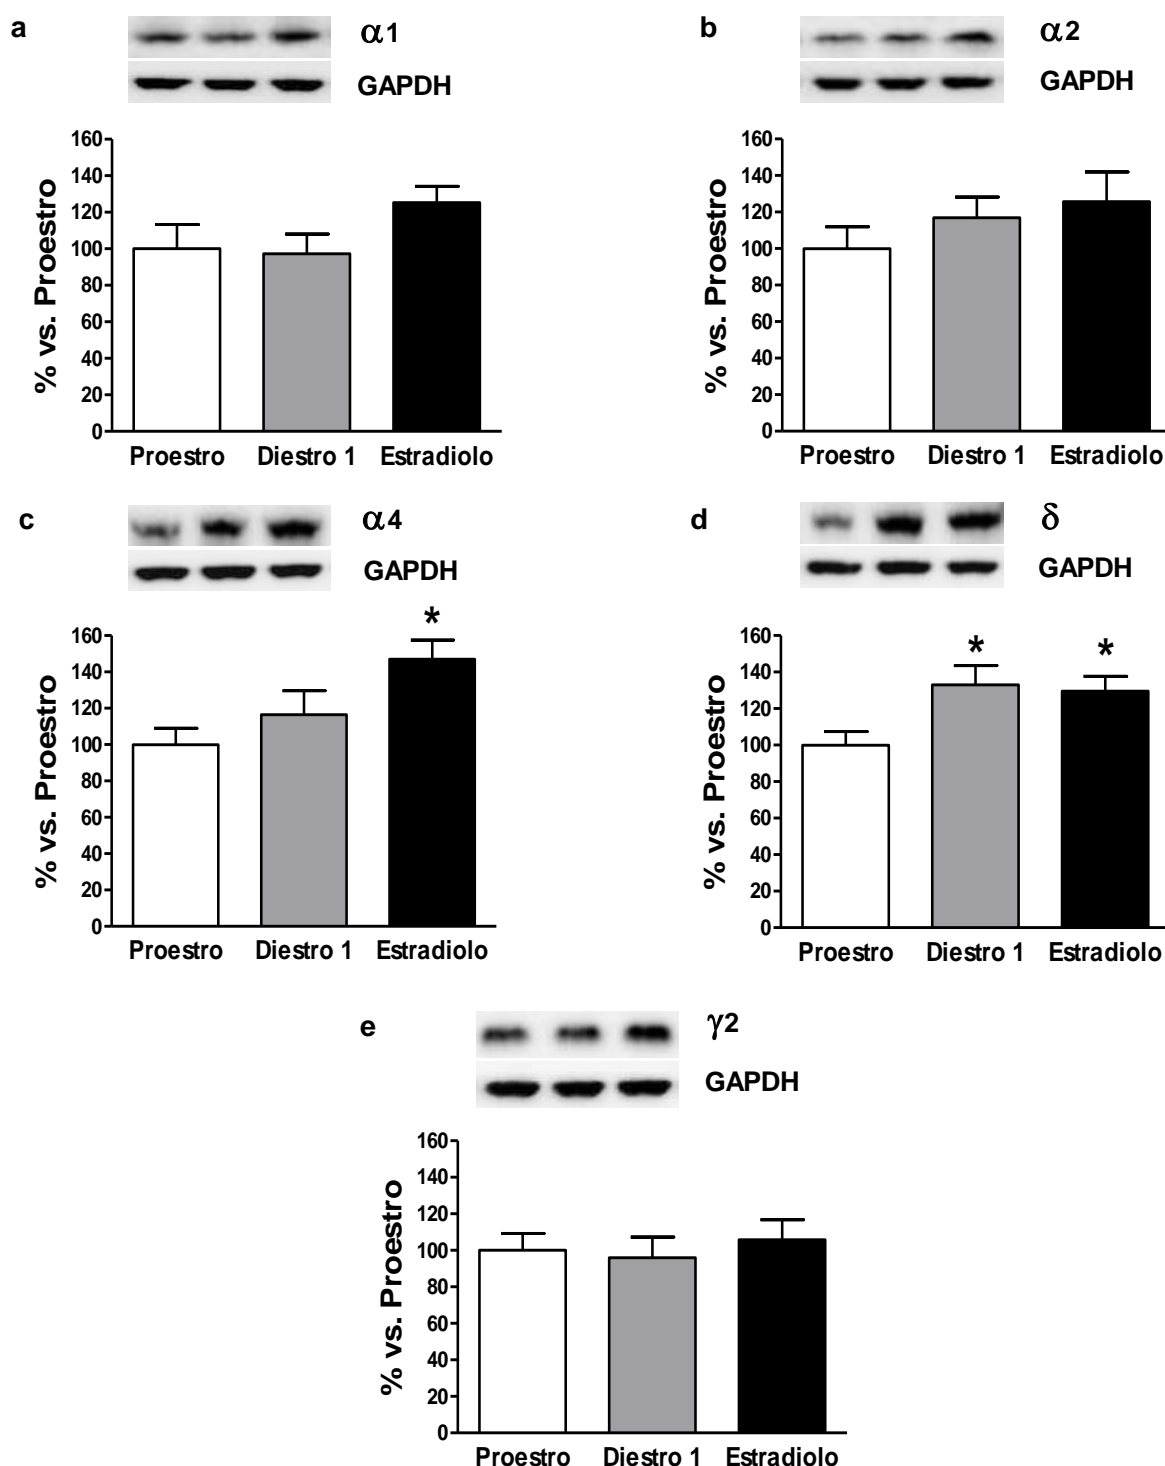 a
α1
GAPDH
% vs. Proestro
160
140
120
100
80
60
40
20
0
Proestro Diestro 1 Estradiolo
b
α2
GAPDH
% vs. Proestro
160
140
120
100
80
60
40
20
0
Proestro Diestro 1 Estradiolo
c
α4
GAPDH
% vs. Proestro
160
140
120
100
80
60
40
20
0
*
Proestro Diestro 1 Estradiolo
d
δ
GAPDH
% vs. Proestro
160
140
120
100
80
60
40
20
0
* *
Proestro Diestro 1 Estradiolo
e
γ2
GAPDH
% vs. Proestro
160
140
120
100
80
60
40
20
0
Proestro Diestro 1 Estradiolo